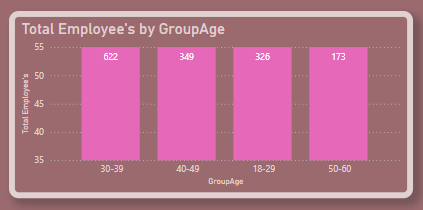 Total Employee's by GroupAge
55
50
45
40
35
Total Employee's
622 349 326 173
30-39 40-49 18-29 50-60
GroupAge